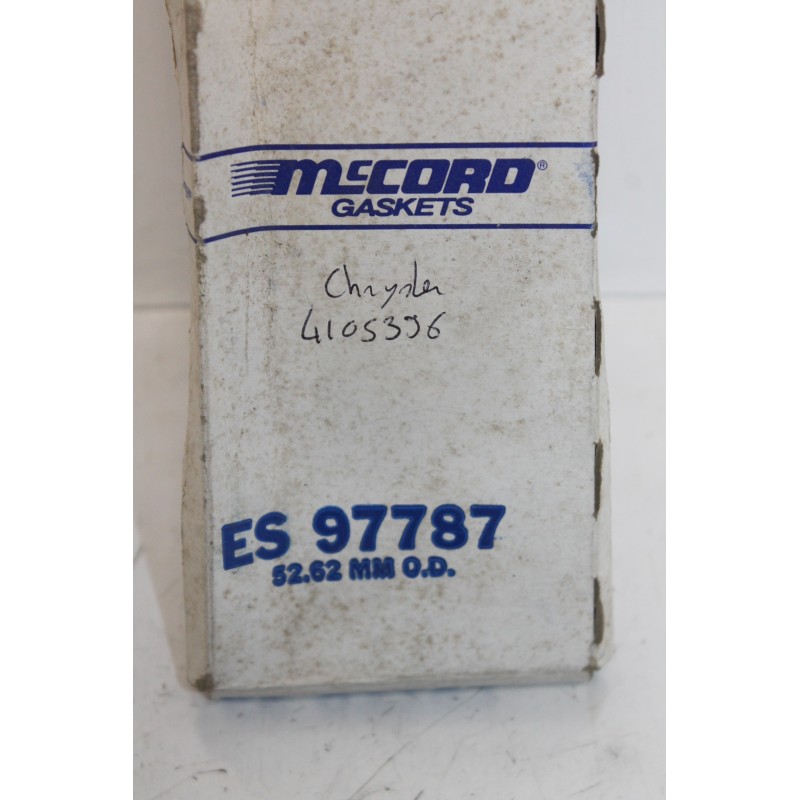 McCORD®
GASKETS
Chrysler
4105396
ES 97787
52.62 MM O.D.